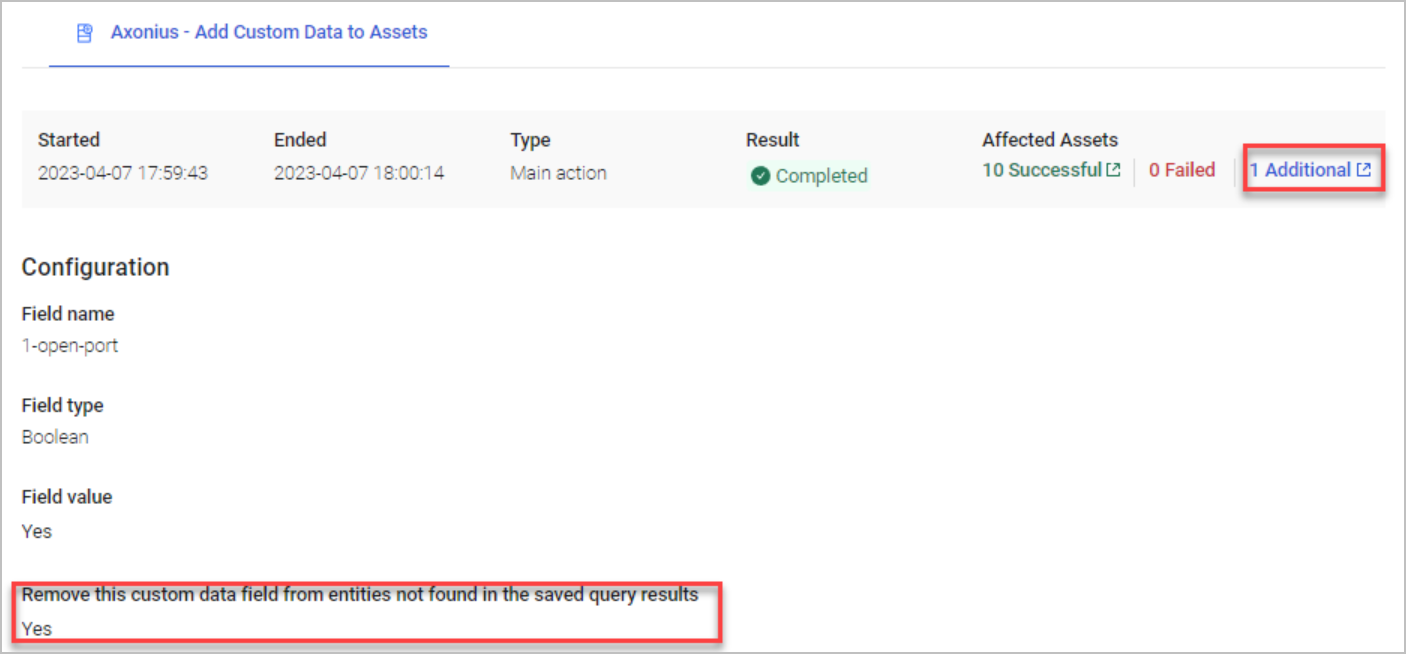 Axonius - Add Custom Data to Assets
Started Ended Type Result Affected Assets
2023-04-07 17:59:43 2023-04-07 18:00:14 Main action Completed 10 Successful 0 Failed 1 Additional
Configuration
Field name
1-open-port
Field type
Boolean
Field value
Yes
Remove this custom data field from entities not found in the saved query results
Yes